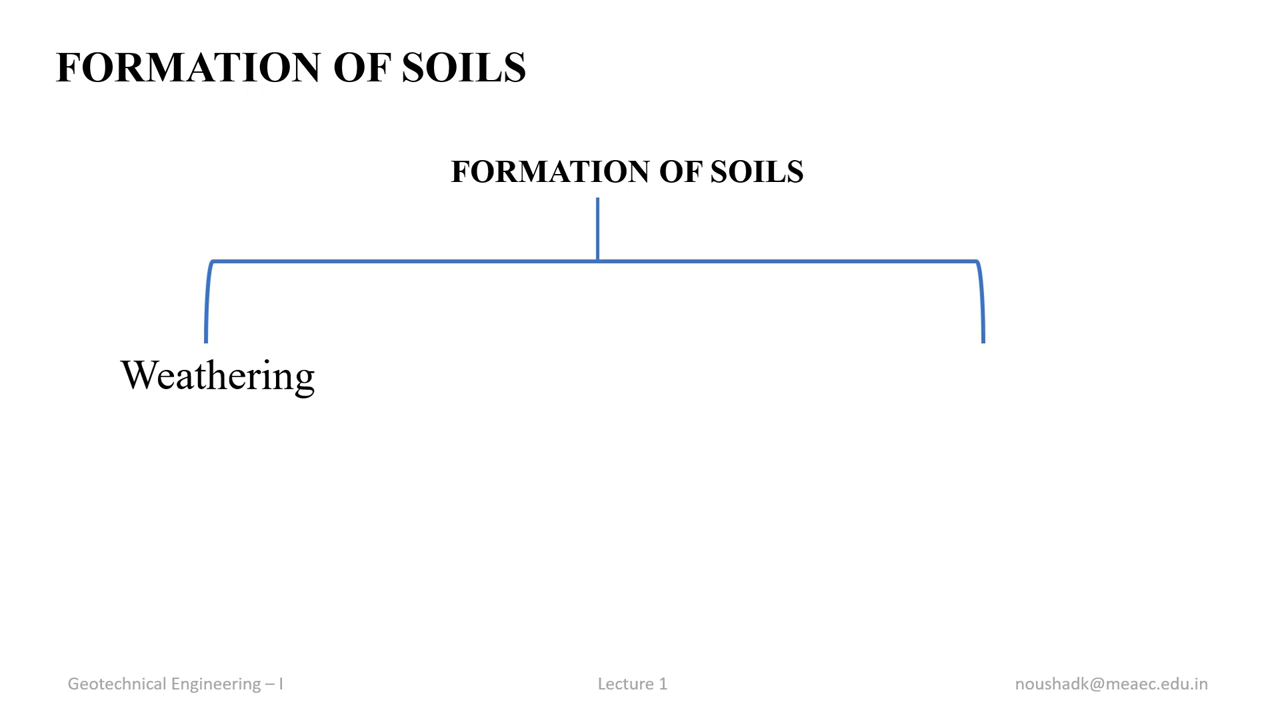 FORMATION OF SOILS
FORMATION OF SOILS
Weathering
Geotechnical Engineering – I
Lecture 1
noushadk@meaec.edu.in